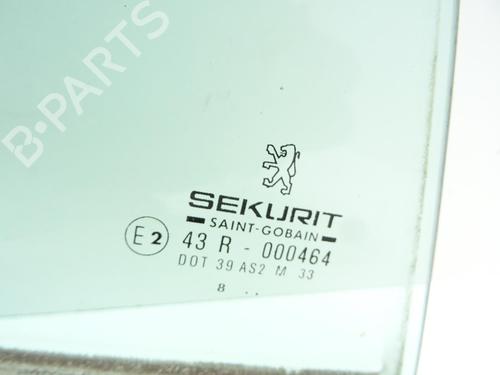 B-PARTS
SEKURIT
SAINT-GOBAIN
E2 43 R - 000464
DOT 39 AS2 M 33
8 ..